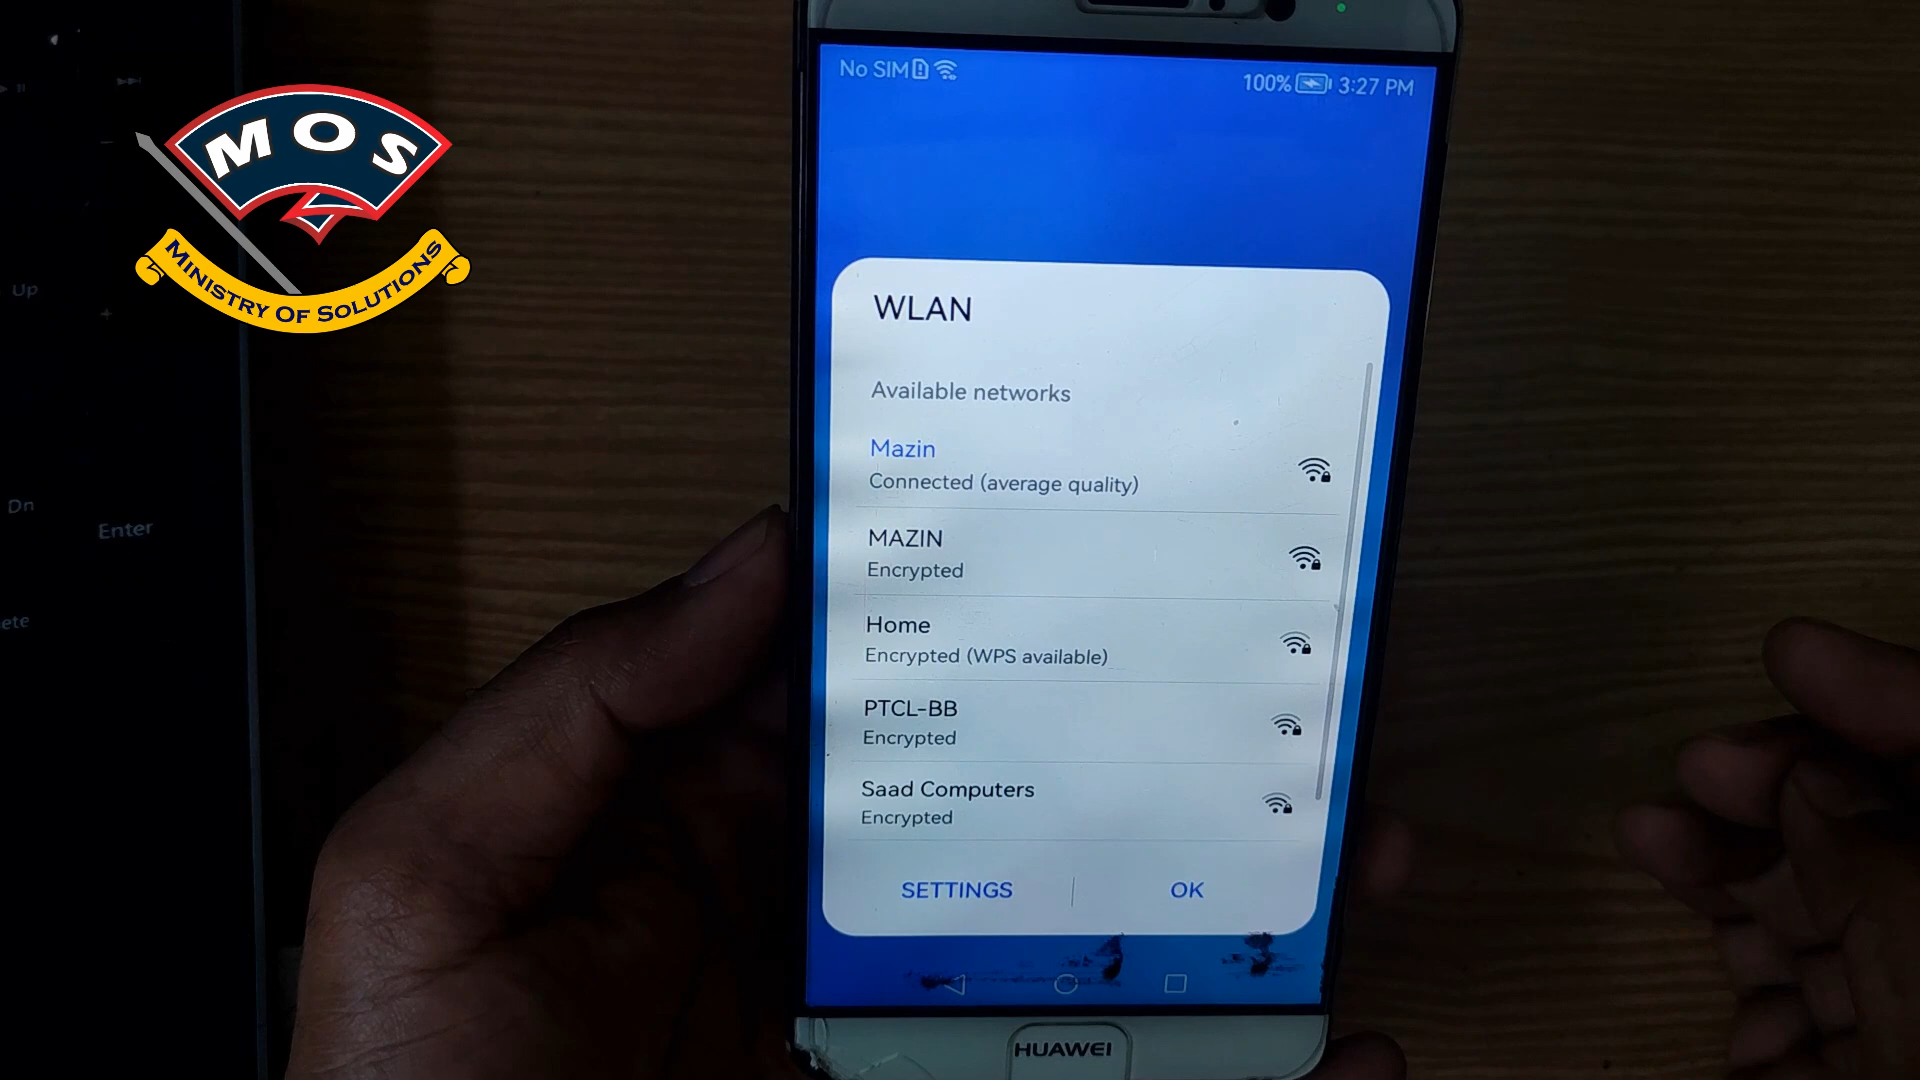 MOS
MINISTRY OF SOLUTIONS
Up
Dn
Enter
ete
No SIM
100% 3:27 PM
WLAN
Available networks
Mazin
Connected (average quality)
MAZIN
Encrypted
Home
Encrypted (WPS available)
PTCL-BB
Encrypted
Saad Computers
Encrypted
SETTINGS
OK
HUAWEI